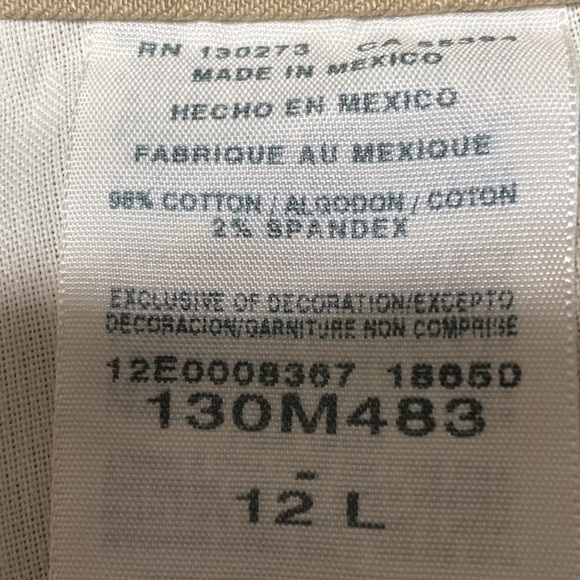 RN 130273 CA
MADE IN MEXICO
HECHO EN MEXICO
FABRIQUE AU MEXIQUE
98% COTTON / ALGODON / COTON
2% SPANDEX
EXCLUSIVE OF DECORATION/EXCEPTO
DECORACION/GARNITURE NON COMPRISE
12E0008367 18665D
130M483
-
12 L